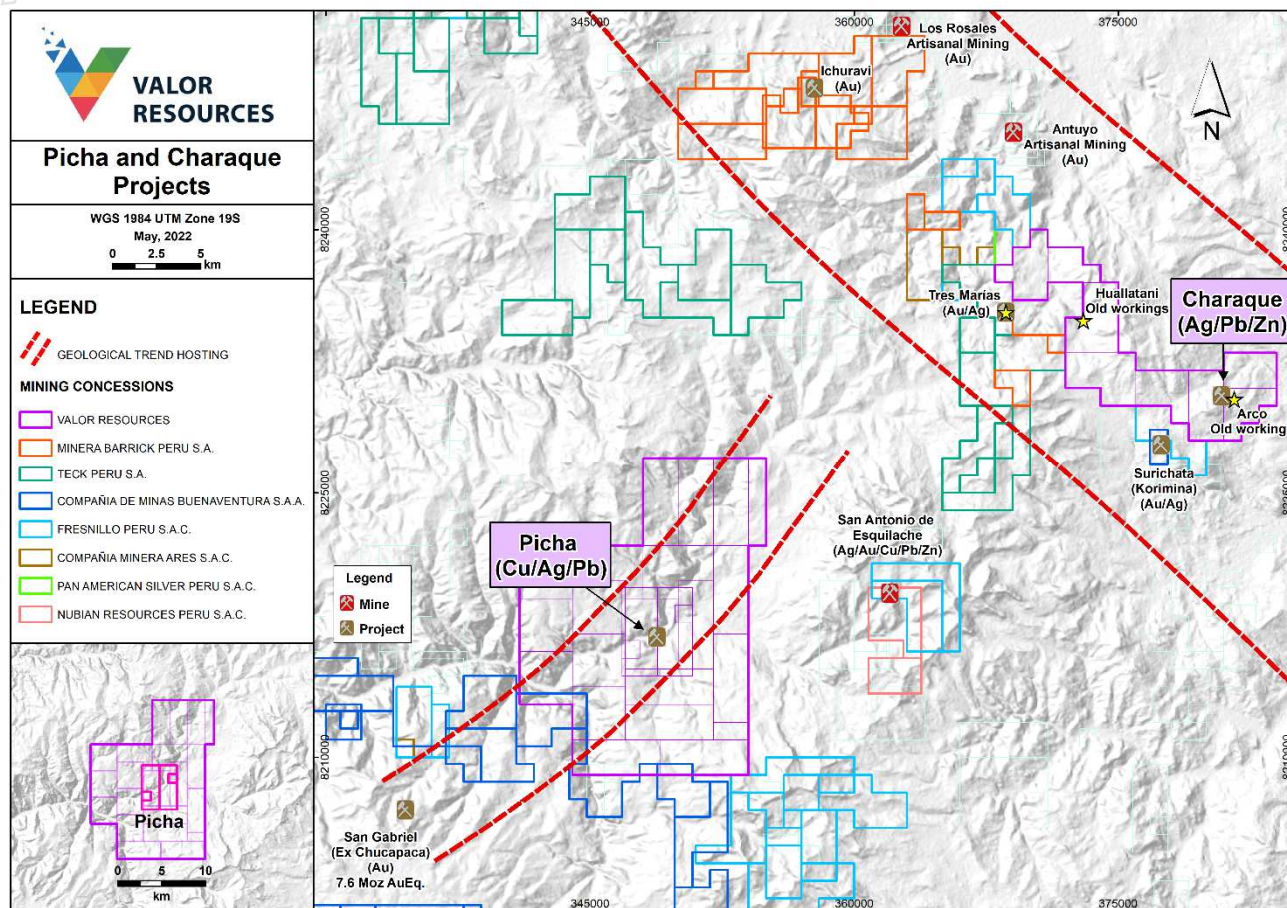 VALOR
RESOURCES
Picha and Charaque
Projects
WGS 1984 UTM Zone 19S
May, 2022
0 2.5 5
km
LEGEND
GEOLOGICAL TREND HOSTING
MINING CONCESSIONS
VALOR RESOURCES
MINERA BARRICK PERU S.A.
TECK PERU S.A.
COMPAÑIA DE MINAS BUENAVENTURA S.A.A.
FRESNILLO PERU S.A.C.
COMPAÑIA MINERA ARES S.A.C.
PAN AMERICAN SILVER PERU S.A.C.
NUBIAN RESOURCES PERU S.A.C.
Picha
0 5 10
km
345000
360000
375000
Los Rosales
Artisanal Mining
(Au)
Ichuravi
(Au)
N
Antuyo
Artisanal Mining
(Au)
8240000
8240000
Tres Marías
(Au/Ag)
Huallatani
Old workings
Charaque
(Ag/Pb/Zn)
Arco
Old working
Surichata
(Korimina)
(Au/Ag)
8225000
8225000
San Antonio de
Esquilache
(Ag/Au/Cu/Pb/Zn)
Picha
(Cu/Ag/Pb)
Legend
Mine
Project
8210000
8210000
San Gabriel
(Ex Chucapaca)
(Au)
7.6 Moz AuEq.
345000
360000
375000